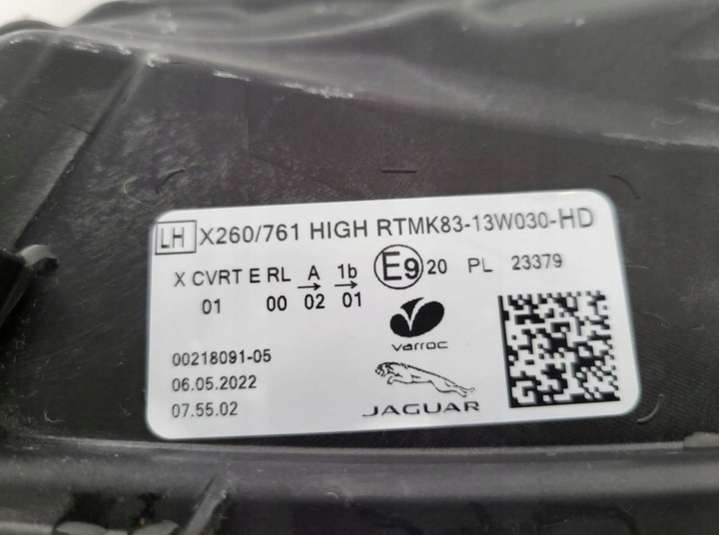 LH X260/761 HIGH RTMK83-13W030-HD
X CVRT E RL A 1b E9 20 PL 23379
01 00 02 01
varroc
00218091-05
06.05.2022
07.55.02
JAGUAR